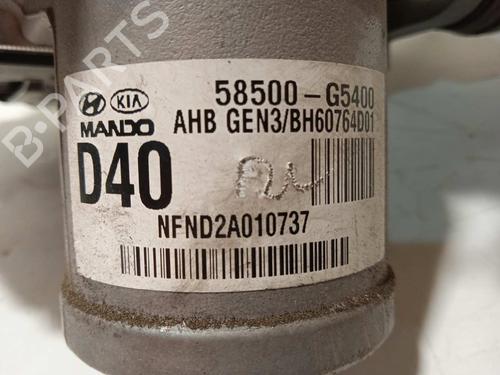 58500-G5400
KIA
MANDO
AHB GEN3/BH60764D01
D40
NFND2A010737
B-PARTS